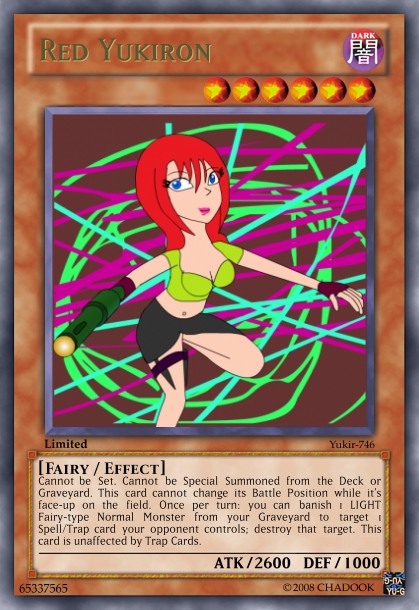 Red Yukiron
DARK
闇
Limited
Yukir-746
[Fairy / Effect]
Cannot be Set. Cannot be Special Summoned from the Deck or
Graveyard. This card cannot change its Battle Position while it's
face-up on the field. Once per turn: you can banish 1 LIGHT
Fairy-type Normal Monster from your Graveyard to target 1
Spell/Trap card your opponent controls; destroy that target. This
card is unaffected by Trap Cards.
ATK/2600 DEF/1000
65337565
©2008 CHADOOK
YU-G